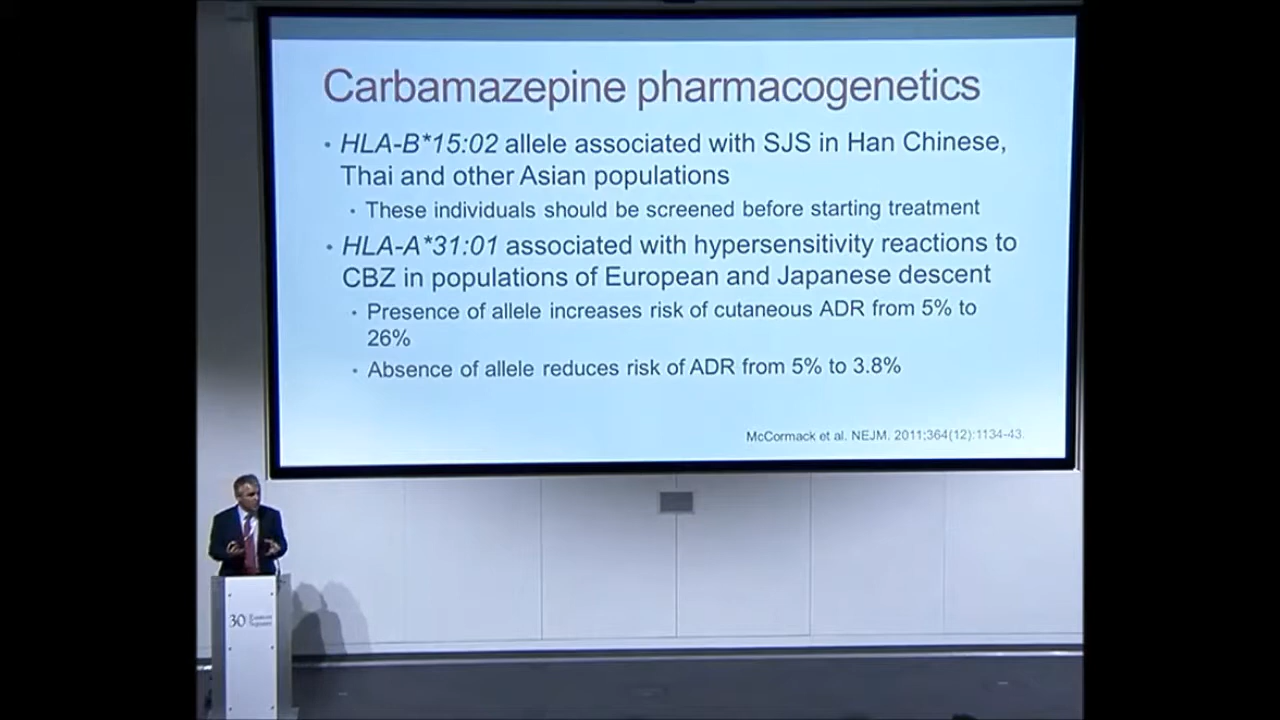 Carbamazepine pharmacogenetics
• HLA-B*15:02 allele associated with SJS in Han Chinese,
Thai and other Asian populations
• These individuals should be screened before starting treatment
• HLA-A*31:01 associated with hypersensitivity reactions to
CBZ in populations of European and Japanese descent
• Presence of allele increases risk of cutaneous ADR from 5% to
26%
• Absence of allele reduces risk of ADR from 5% to 3.8%
McCormack et al. NEJM. 2011;364(12):1134-43.
30